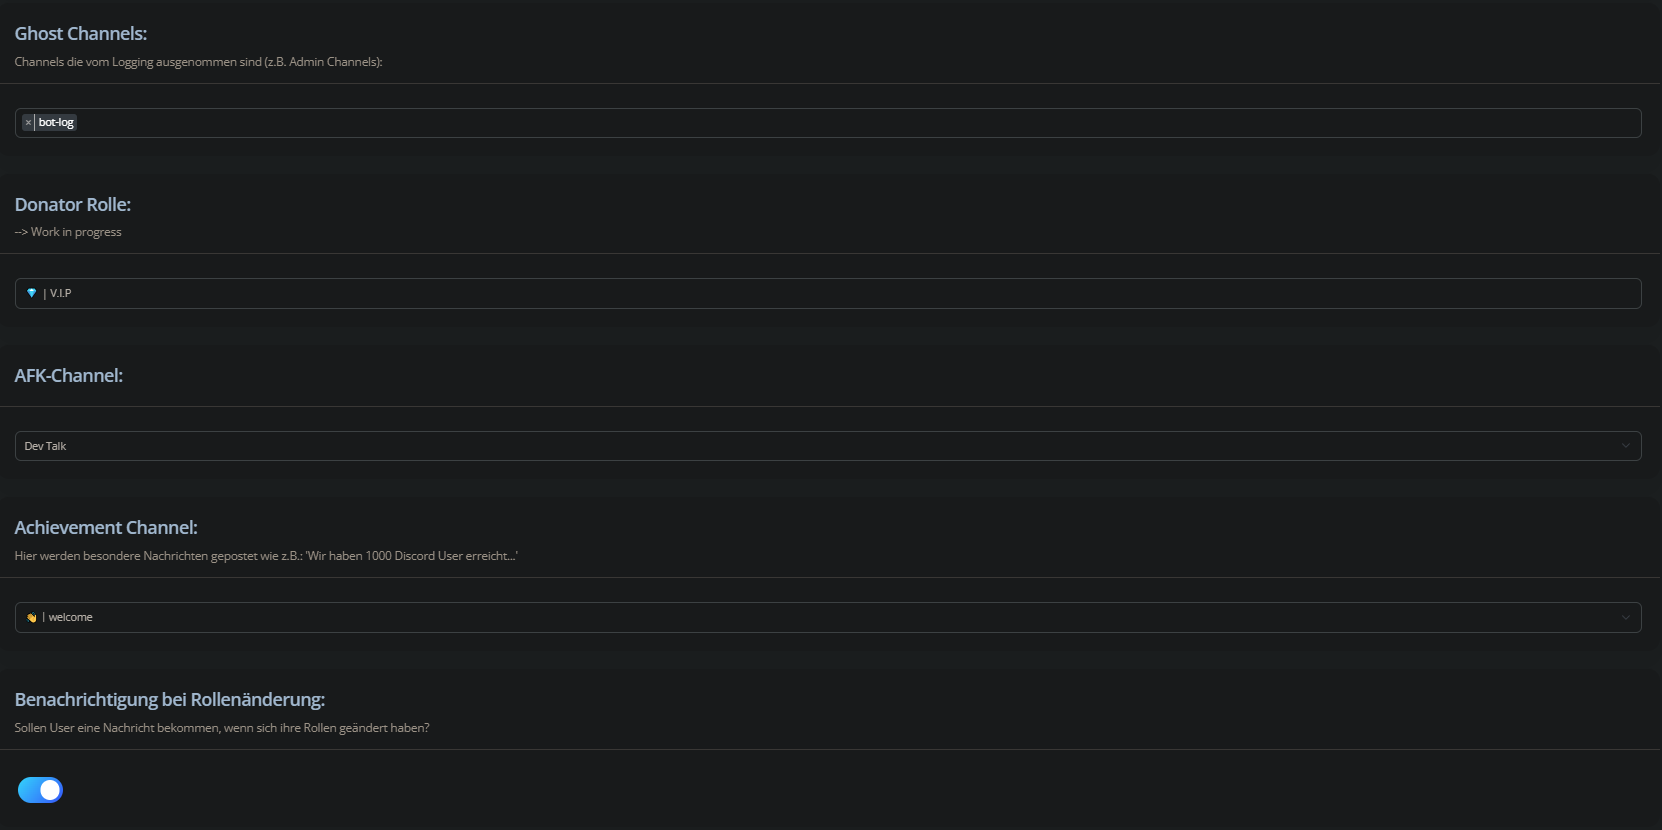 Ghost Channels:
Channels die vom Logging ausgenommen sind (z.B. Admin Channels):
× bot-log
Donator Rolle:
--> Work in progress
💎 | V.I.P
AFK-Channel:
Dev Talk
Achievement Channel:
Hier werden besondere Nachrichten gepostet wie z.B.: 'Wir haben 1000 Discord User erreicht...'
👋 | welcome
Benachrichtigung bei Rollenänderung:
Sollen User eine Nachricht bekommen, wenn sich ihre Rollen geändert haben?